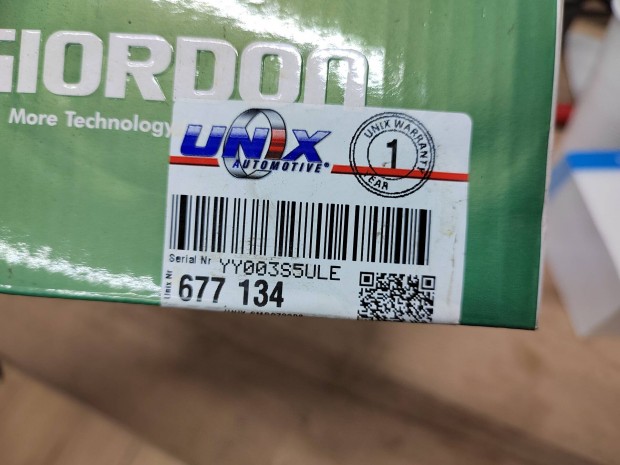 GIORDON
More Technology
UNIX
AUTOMOTIVE®
UNIX WARRANTY
1
YEAR
Serial Nr YY003S5ULE
Unix Nr 677 134